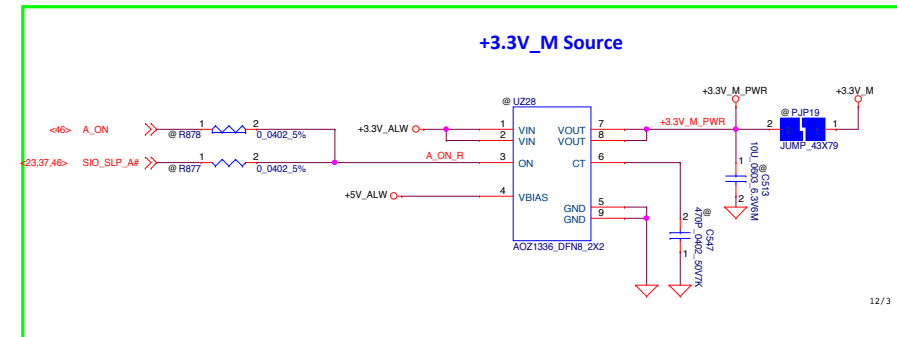 +3.3V_M Source
@ UZ28
+3.3V_M_PWR
+3.3V_M
<46> A_ON
@ R878
1
2
0_0402_5%
+3.3V_ALW
1
2
VIN
VIN
VOUT
VOUT
7
8
+3.3V_M_PWR
2
@ PJP19
1
JUMP_43X79
<23,37,46> SIO_SLP_A#
@ R877
1
2
0_0402_5%
A_ON_R
3
ON
CT
6
+5V_ALW
4
VBIAS
GND
GND
5
9
AOZ1336_DFN8_2X2
1
2
@
C513
10U_0603_6.3V6M
2
1
@
C547
470P_0402_50V7K
12/3